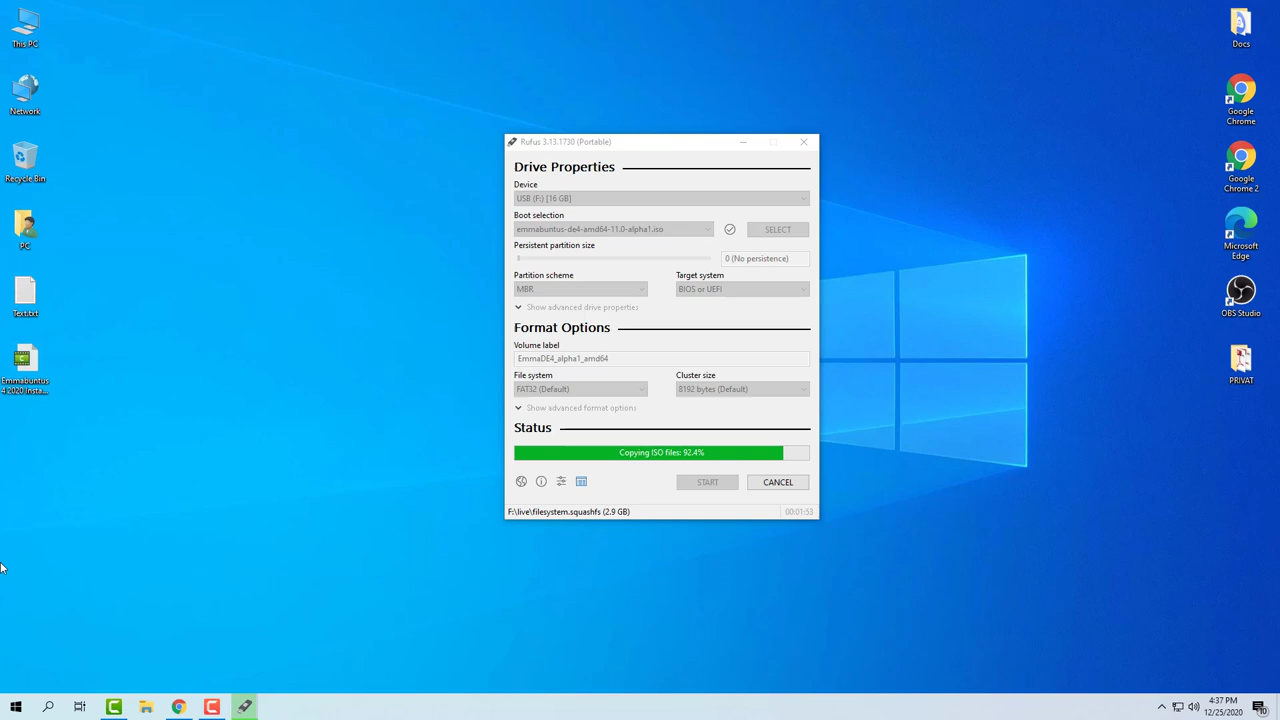 This PC
Network
Recycle Bin
PC
Text.txt
Emmabuntus
4 2020 Insta...
Rufus 3.13.1730 (Portable)
Drive Properties
Device
USB (F:) [16 GB]
Boot selection
emmabuntus-de4-amd64-11.0-alpha1.iso
SELECT
Persistent partition size
0 (No persistence)
Partition scheme
Target system
MBR
BIOS or UEFI
Show advanced drive properties
Format Options
Volume label
EmmaDE4_alpha1_amd64
File system
Cluster size
FAT32 (Default)
8192 bytes (Default)
Show advanced format options
Status
Copying ISO files: 92.4%
START
CANCEL
F:\live\filesystem.squashfs (2.9 GB)
00:01:53
Docs
Google
Chrome
Google
Chrome 2
Microsoft
Edge
OBS Studio
PRIVAT
4:37 PM
12/25/2020
10